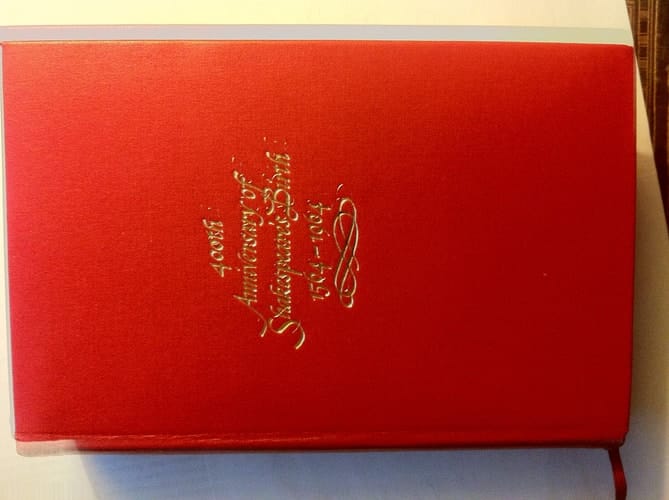 400th
Anniversary of
Shakespeare's Birth
1564–1964